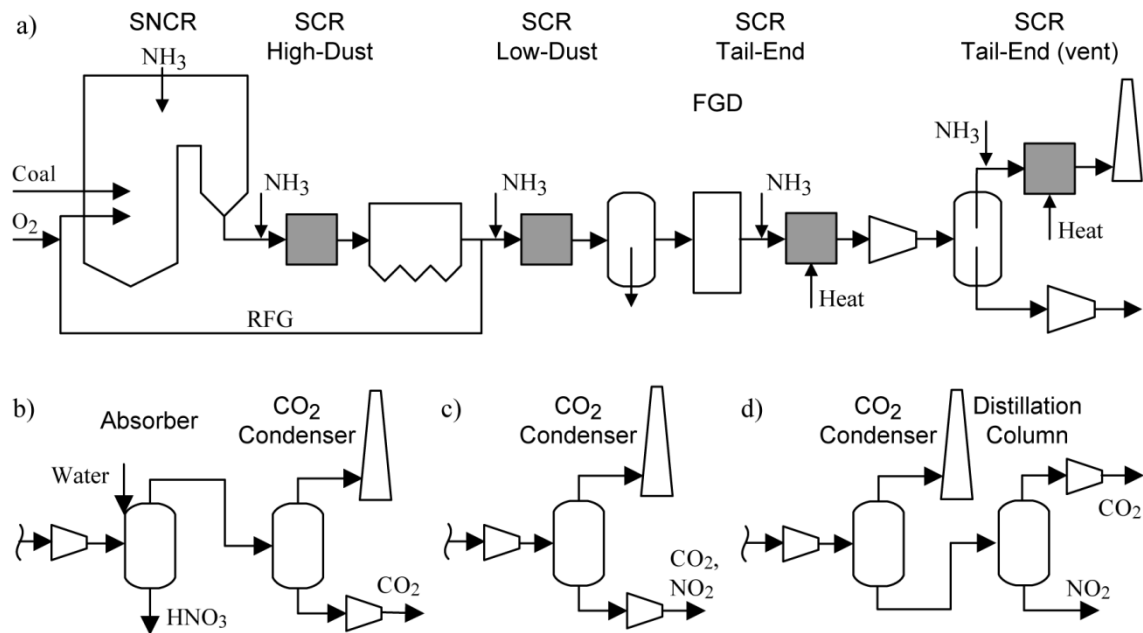 a)
SNCR
SCR
High-Dust
SCR
Low-Dust
SCR
Tail-End
SCR
Tail-End (vent)
FGD
NH3
Coal
O2
NH3
NH3
NH3
NH3
Heat
Heat
RFG
b)
Absorber
CO2
Condenser
Water
HNO3
CO2
c)
CO2
Condenser
CO2,
NO2
d)
CO2
Condenser
Distillation
Column
CO2
NO2